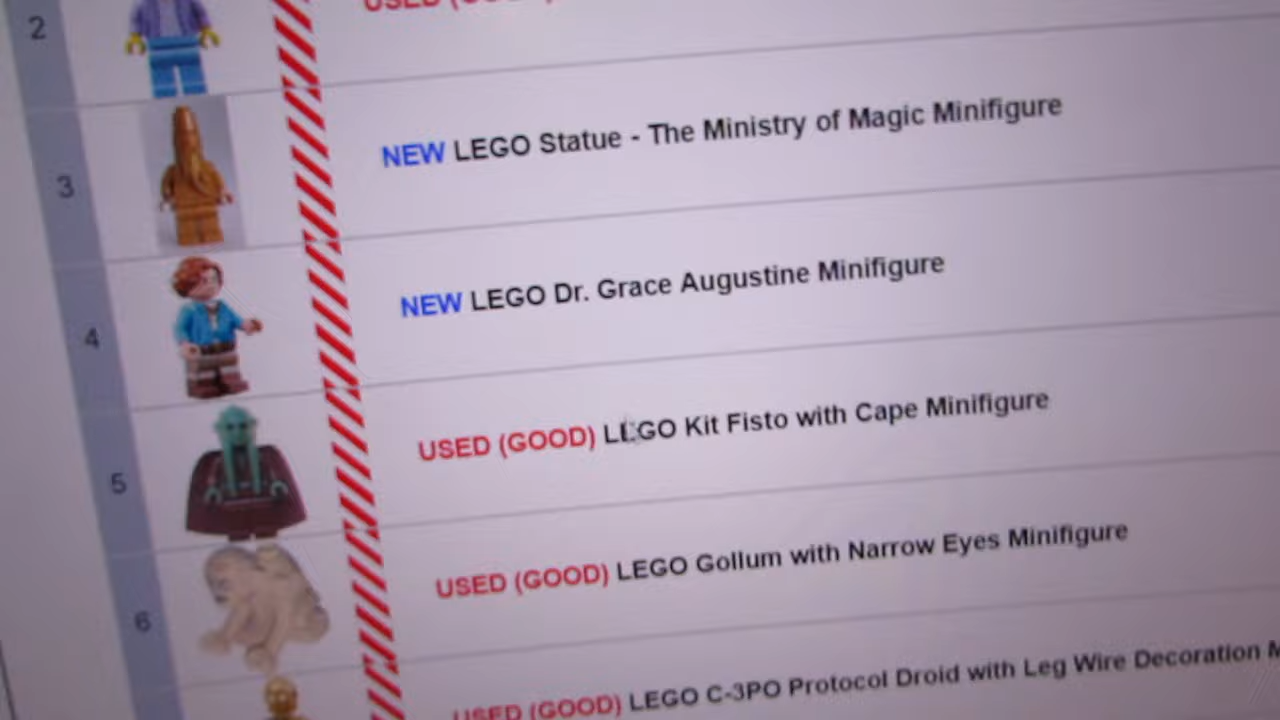 2
USED (GOOD)
3
NEW LEGO Statue - The Ministry of Magic Minifigure
4
NEW LEGO Dr. Grace Augustine Minifigure
5
USED (GOOD) LEGO Kit Fisto with Cape Minifigure
6
USED (GOOD) LEGO Gollum with Narrow Eyes Minifigure
USED (GOOD) LEGO C-3PO Protocol Droid with Leg Wire Decoration M